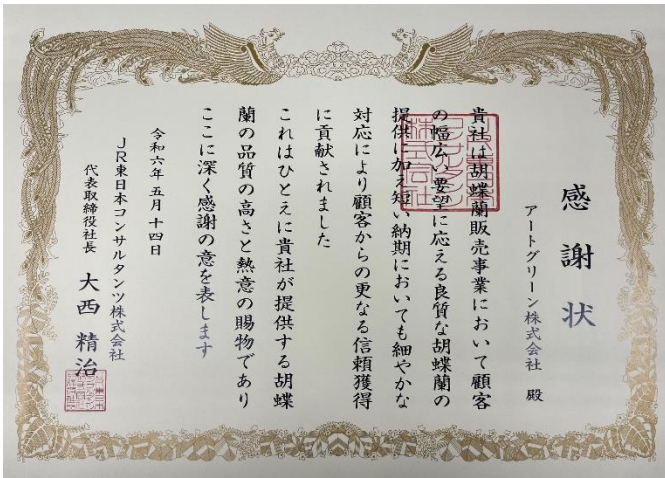 感謝状
アートグリーン株式会社 殿
貴社は胡蝶蘭販売事業において顧客
の幅広い要望に応える良質な胡蝶蘭の
提供に加え短い納期においても細やかな
対応により顧客からの更なる信頼獲得
に貢献されました
これはひとえに貴社が提供する胡蝶
蘭の品質の高さと熱意の賜物であり
ここに深く感謝の意を表します
令和六年五月十四日
JR東日本コンサルタンツ株式会社
代表取締役社長 大西精治